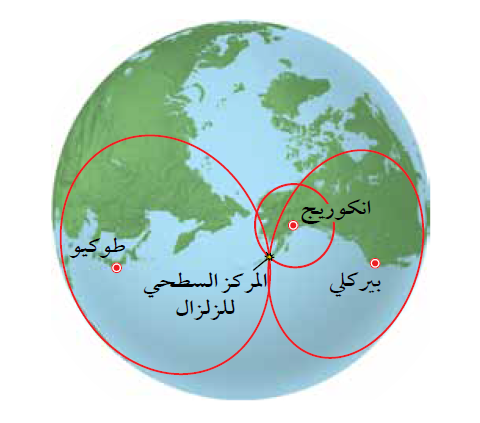 انكوريج
طوكيو
المركز السطحي
للزلزال
بيركلي